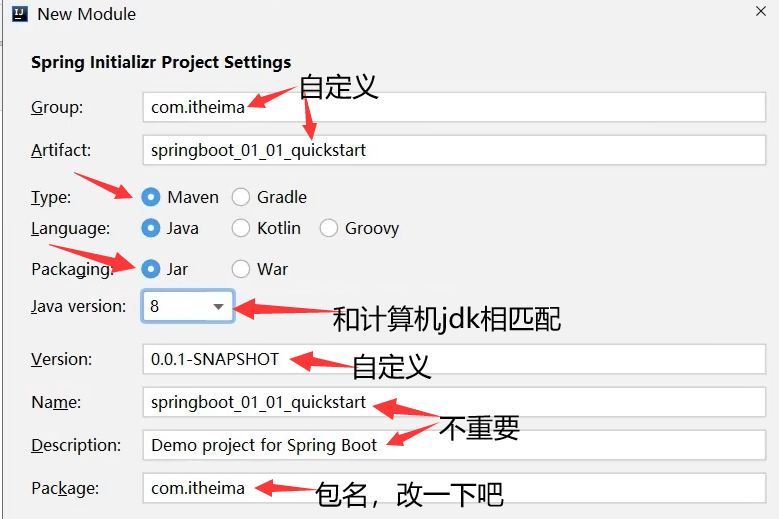 New Module
Spring Initializr Project Settings
自定义
Group: com.itheima
Artifact: springboot_01_01_quickstart
Type: Maven Gradle
Language: Java Kotlin Groovy
Packaging: Jar War
Java version: 8
和计算机jdk相匹配
Version: 0.0.1-SNAPSHOT
自定义
Name: springboot_01_01_quickstart
不重要
Description: Demo project for Spring Boot
Package: com.itheima
包名，改一下吧